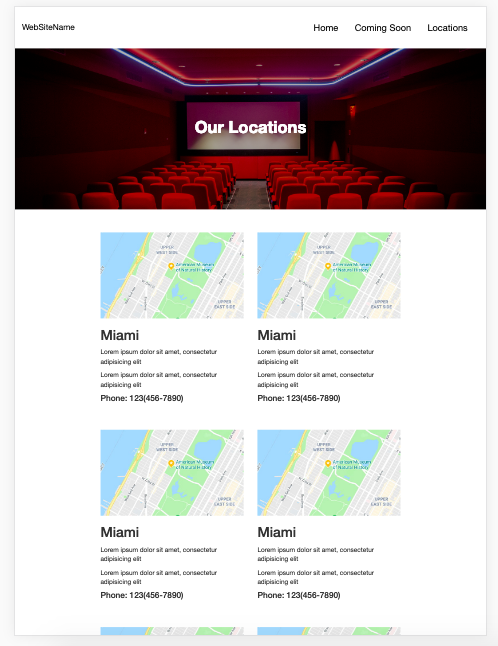 WebSiteName
Home Coming Soon Locations
Our Locations
UPPER
WEST SIDE
American Museum
of Natural History
UPPER
EAST SIDE
UPPER
WEST SIDE
American Museum
of Natural History
UPPER
EAST SIDE
Miami
Lorem ipsum dolor sit amet, consectetur
adipisicing elit
Lorem ipsum dolor sit amet, consectetur
adipisicing elit
Phone: 123(456-7890)
Miami
Lorem ipsum dolor sit amet, consectetur
adipisicing elit
Lorem ipsum dolor sit amet, consectetur
adipisicing elit
Phone: 123(456-7890)
UPPER
WEST SIDE
American Museum
of Natural History
UPPER
EAST SIDE
UPPER
WEST SIDE
American Museum
of Natural History
UPPER
EAST SIDE
Miami
Lorem ipsum dolor sit amet, consectetur
adipisicing elit
Lorem ipsum dolor sit amet, consectetur
adipisicing elit
Phone: 123(456-7890)
Miami
Lorem ipsum dolor sit amet, consectetur
adipisicing elit
Lorem ipsum dolor sit amet, consectetur
adipisicing elit
Phone: 123(456-7890)